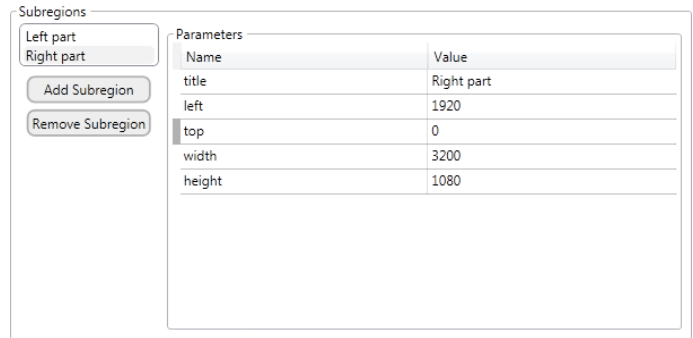 Subregions
Left part
Right part
Add Subregion
Remove Subregion
Parameters
Name Value
title Right part
left 1920
top 0
width 3200
height 1080